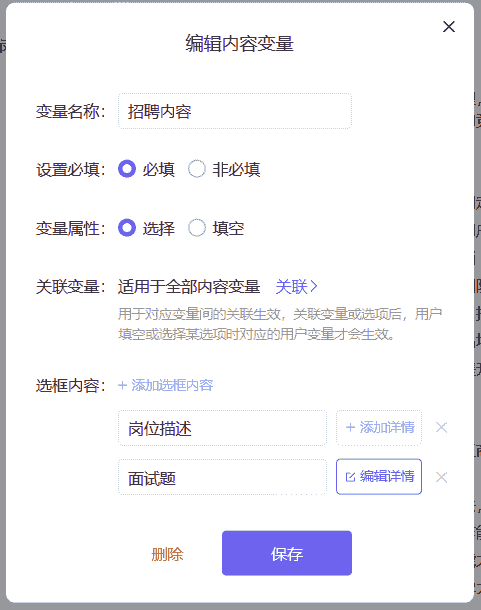 编辑内容变量
变量名称： 招聘内容
设置必填： 必填 非必填
变量属性： 选择 填空
关联变量： 适用于全部内容变量 关联
用于对应变量间的关联生效，关联变量或选项后，用户
填空或选择某选项时对应的用户变量才会生效。
选框内容： + 添加选框内容
岗位描述 + 添加详情
面试题 编辑详情
删除 保存